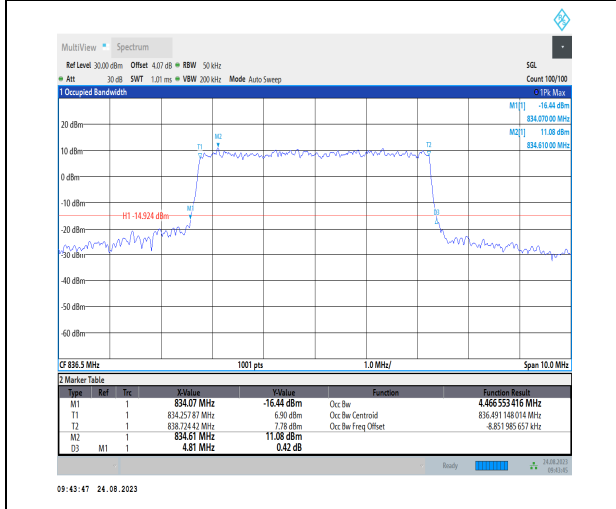 MultiView Spectrum
Ref Level 30.00 dBm Offset 4.07 dB RBW 50 kHz SGL
Att 30 dB SWT 1.01 ms VBW 200 kHz Mode Auto Sweep Count 100/100
1 Occupied Bandwidth 1Pk Max
M1[1] -16.44 dBm
834.070 00 MHz
M2[1] 11.08 dBm
834.610 00 MHz
20 dBm
M2
T1 T2
10 dBm
0 dBm
-10 dBm
M1 D3
H1 -14.924 dBm
-20 dBm
-30 dBm
-40 dBm
-50 dBm
-60 dBm
CF 836.5 MHz 1001 pts 1.0 MHz/ Span 10.0 MHz
2 Marker Table
Type Ref Trc X-Value Y-Value Function Function Result
M1 1 834.07 MHz -16.44 dBm Occ Bw 4.466 553 416 MHz
T1 1 834.257 87 MHz 6.90 dBm Occ Bw Centroid 836.491 148 014 MHz
T2 1 838.724 42 MHz 7.78 dBm Occ Bw Freq Offset -8.851 985 657 kHz
M2 1 834.61 MHz 11.08 dBm
D3 M1 1 4.81 MHz 0.42 dB
Ready 24.08.2023
09:43:45
09:43:47 24.08.2023